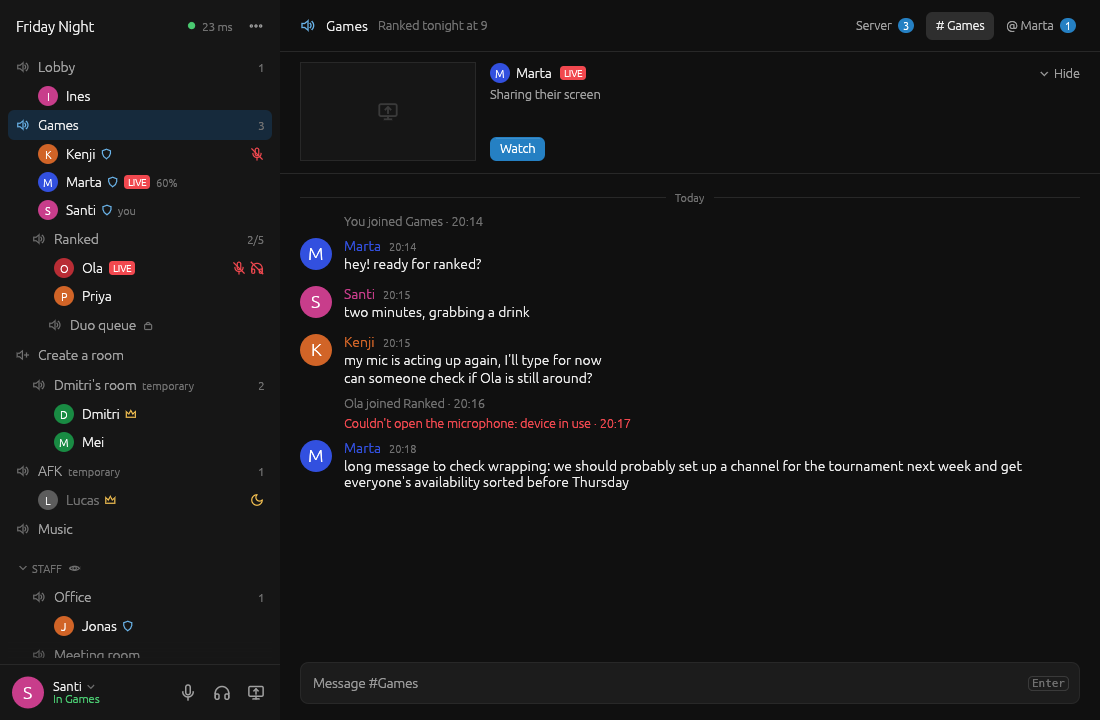 Friday Night
23 ms
Lobby
1
I
Ines
Games
3
K
Kenji
M
Marta
LIVE
60%
S
Santi
you
Ranked
2/5
O
Ola
LIVE
P
Priya
Duo queue
Create a room
Dmitri's room temporary
2
D
Dmitri
M
Mei
AFK temporary
1
L
Lucas
Music
STAFF
Office
1
J
Jonas
Meeting room
S
Santi
In Games
Games
Ranked tonight at 9
Server 3
# Games
@ Marta 1
M
Marta
LIVE
Hide
Sharing their screen
Watch
Today
You joined Games · 20:14
M
Marta 20:14
hey! ready for ranked?
S
Santi 20:15
two minutes, grabbing a drink
K
Kenji 20:15
my mic is acting up again, I'll type for now
can someone check if Ola is still around?
Ola joined Ranked · 20:16
Couldn't open the microphone: device in use · 20:17
M
Marta 20:18
long message to check wrapping: we should probably set up a channel for the tournament next week and get
everyone's availability sorted before Thursday
Message #Games
Enter